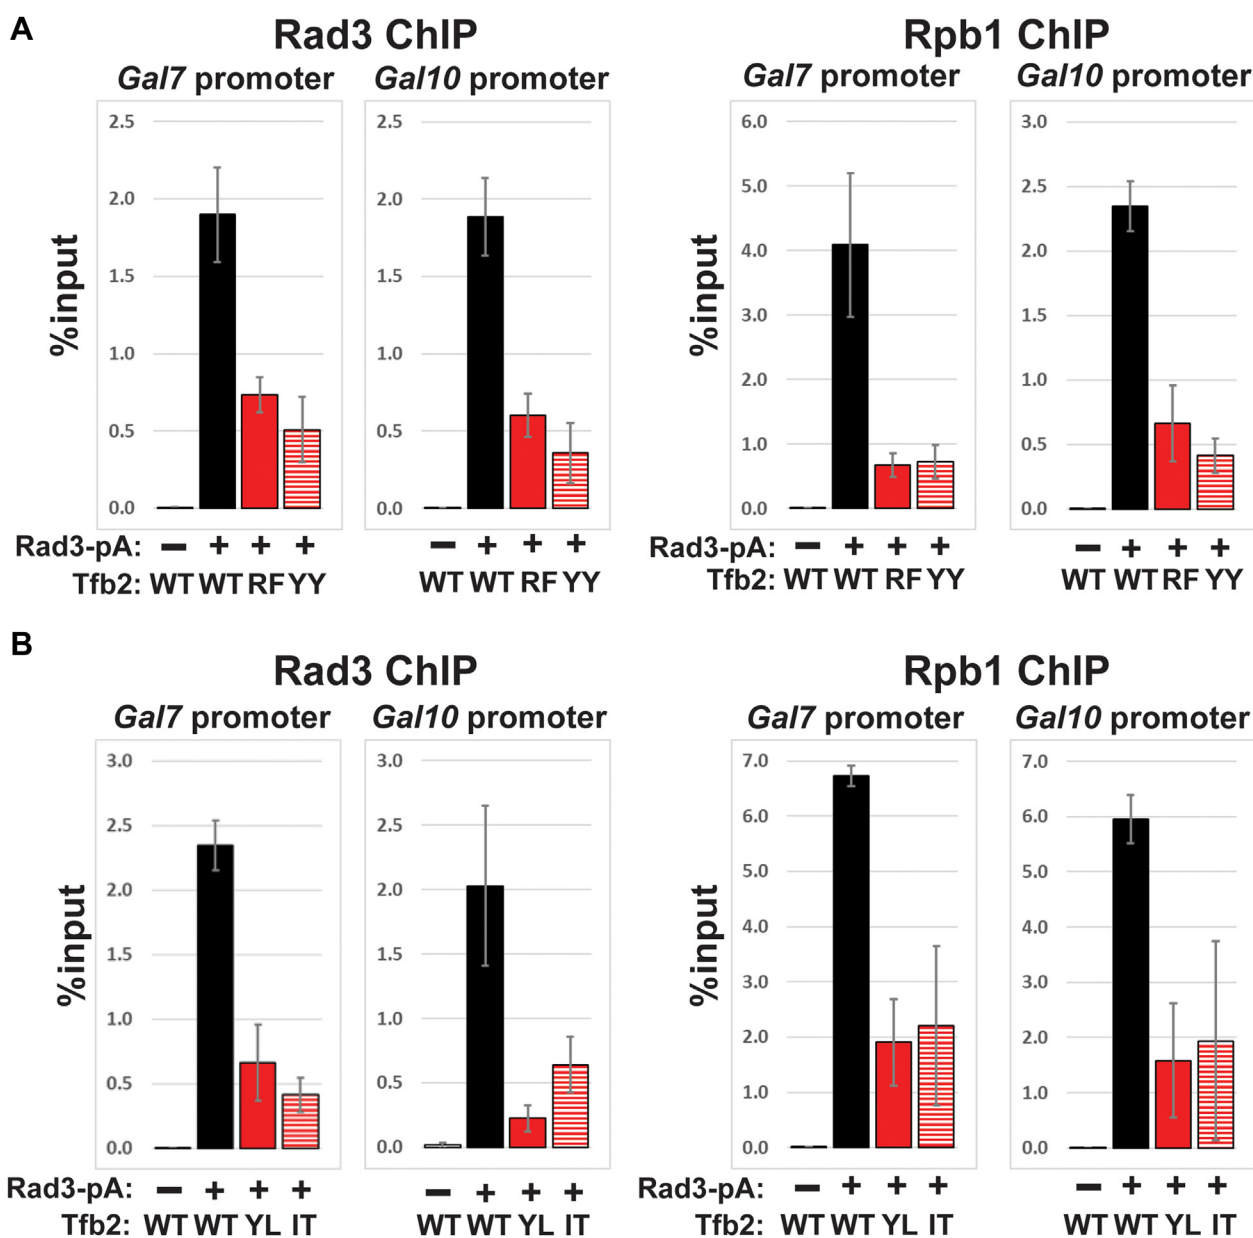 A
Rad3 ChIP
Rpb1 ChIP
Gal7 promoter
Gal10 promoter
Gal7 promoter
Gal10 promoter
%input
2.5
2.0
1.5
1.0
0.5
0.0
2.5
2.0
1.5
1.0
0.5
0.0
%input
6.0
5.0
4.0
3.0
2.0
1.0
0.0
3.0
2.5
2.0
1.5
1.0
0.5
0.0
Rad3-pA: − + + +
− + + +
Rad3-pA: − + + +
− + + +
Tfb2: WT WT RF YY
WT WT RF YY
Tfb2: WT WT RF YY
WT WT RF YY
B
Rad3 ChIP
Rpb1 ChIP
Gal7 promoter
Gal10 promoter
Gal7 promoter
Gal10 promoter
%input
3.0
2.5
2.0
1.5
1.0
0.5
0.0
3.0
2.5
2.0
1.5
1.0
0.5
0.0
%input
7.0
6.0
5.0
4.0
3.0
2.0
1.0
0.0
7.0
6.0
5.0
4.0
3.0
2.0
1.0
0.0
Rad3-pA: − + + +
− + + +
Rad3-pA: − + + +
− + + +
Tfb2: WT WT YL IT
WT WT YL IT
Tfb2: WT WT YL IT
WT WT YL IT